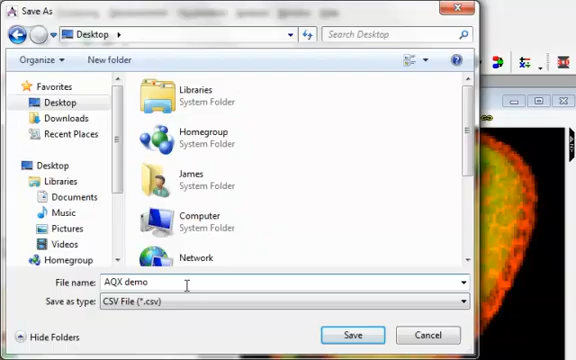 Save As
Desktop
Search Desktop
Organize
New folder
Favorites
Desktop
Downloads
Recent Places
Desktop
Libraries
Documents
Music
Pictures
Videos
Homegroup
Libraries
System Folder
Homegroup
System Folder
James
System Folder
Computer
System Folder
Network
File name: AQX demo
Save as type: CSV File (*.csv)
Hide Folders
Save
Cancel